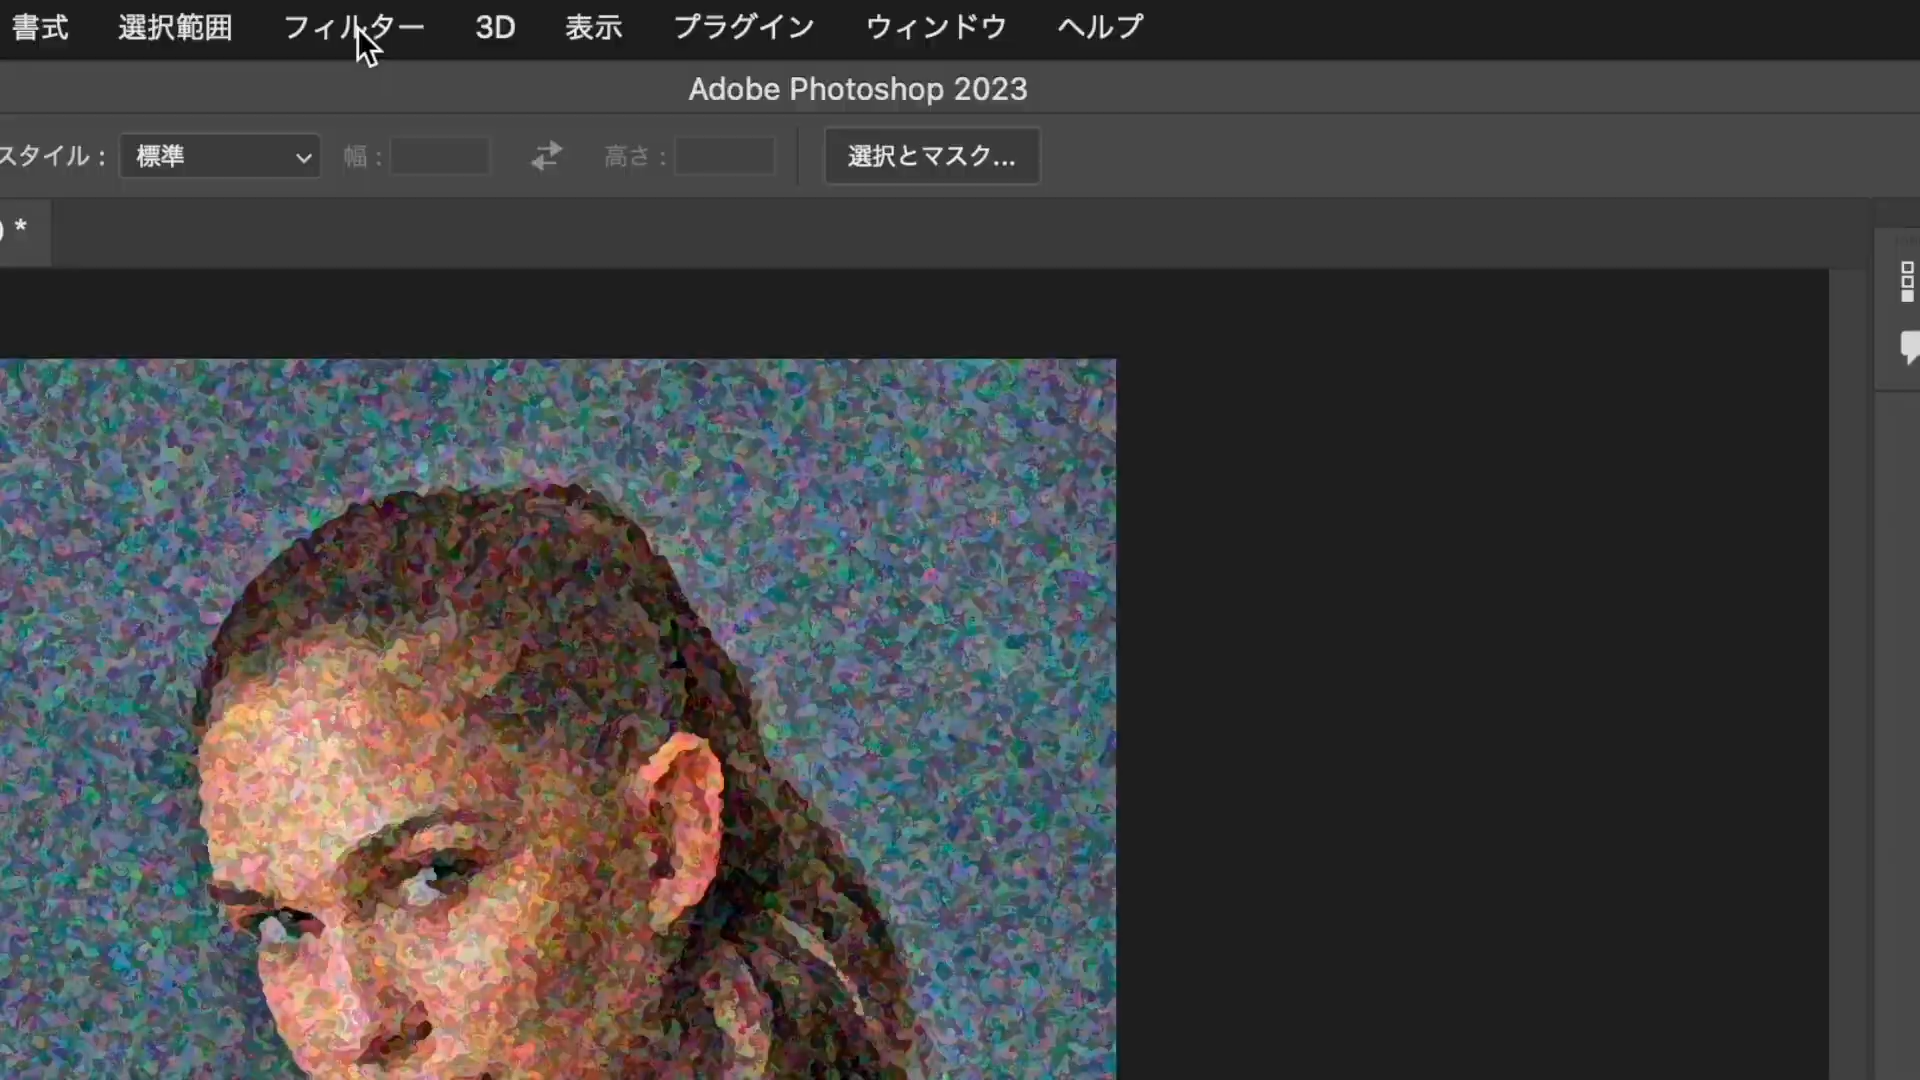 書式 選択範囲 フィルター 3D 表示 プラグイン ウィンドウ ヘルプ
Adobe Photoshop 2023
スタイル： 標準 幅： 高さ： 選択とマスク...
) *